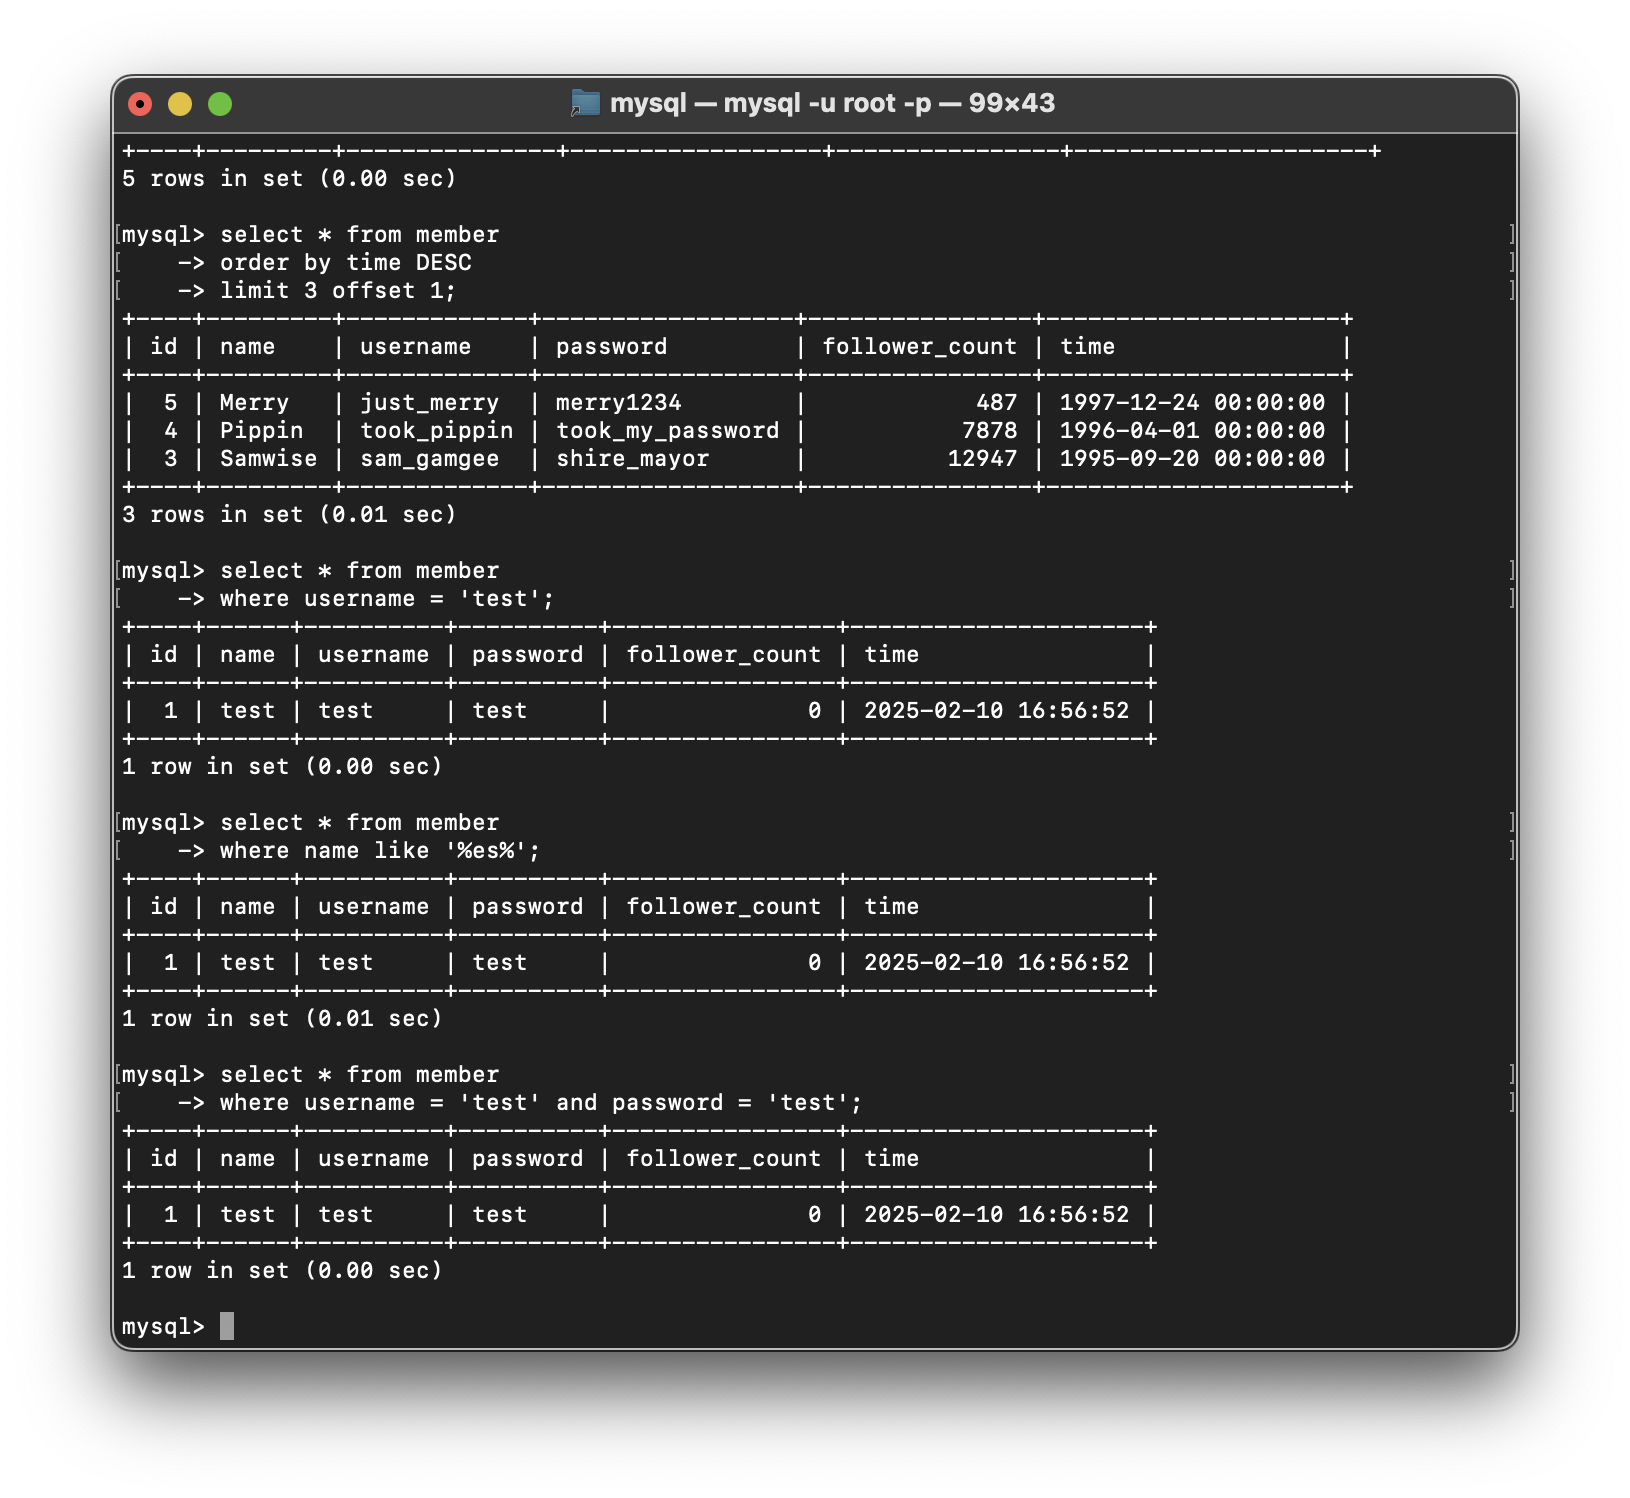 mysql — mysql -u root -p — 99×43
+----+---------+---------------+------------------+----------------+---------------------+
5 rows in set (0.00 sec)
mysql> select * from member
    -> order by time DESC
    -> limit 3 offset 1;
+----+---------+-------------+------------------+----------------+---------------------+
| id | name    | username    | password         | follower_count | time                |
+----+---------+-------------+------------------+----------------+---------------------+
|  5 | Merry   | just_merry  | merry1234        |            487 | 1997-12-24 00:00:00 |
|  4 | Pippin  | took_pippin | took_my_password |           7878 | 1996-04-01 00:00:00 |
|  3 | Samwise | sam_gamgee  | shire_mayor      |          12947 | 1995-09-20 00:00:00 |
+----+---------+-------------+------------------+----------------+---------------------+
3 rows in set (0.01 sec)
mysql> select * from member
    -> where username = 'test';
+----+------+----------+----------+----------------+---------------------+
| id | name | username | password | follower_count | time                |
+----+------+----------+----------+----------------+---------------------+
|  1 | test | test     | test     |              0 | 2025-02-10 16:56:52 |
+----+------+----------+----------+----------------+---------------------+
1 row in set (0.00 sec)
mysql> select * from member
    -> where name like '%es%';
+----+------+----------+----------+----------------+---------------------+
| id | name | username | password | follower_count | time                |
+----+------+----------+----------+----------------+---------------------+
|  1 | test | test     | test     |              0 | 2025-02-10 16:56:52 |
+----+------+----------+----------+----------------+---------------------+
1 row in set (0.01 sec)
mysql> select * from member
    -> where username = 'test' and password = 'test';
+----+------+----------+----------+----------------+---------------------+
| id | name | username | password | follower_count | time                |
+----+------+----------+----------+----------------+---------------------+
|  1 | test | test     | test     |              0 | 2025-02-10 16:56:52 |
+----+------+----------+----------+----------------+---------------------+
1 row in set (0.00 sec)
mysql>